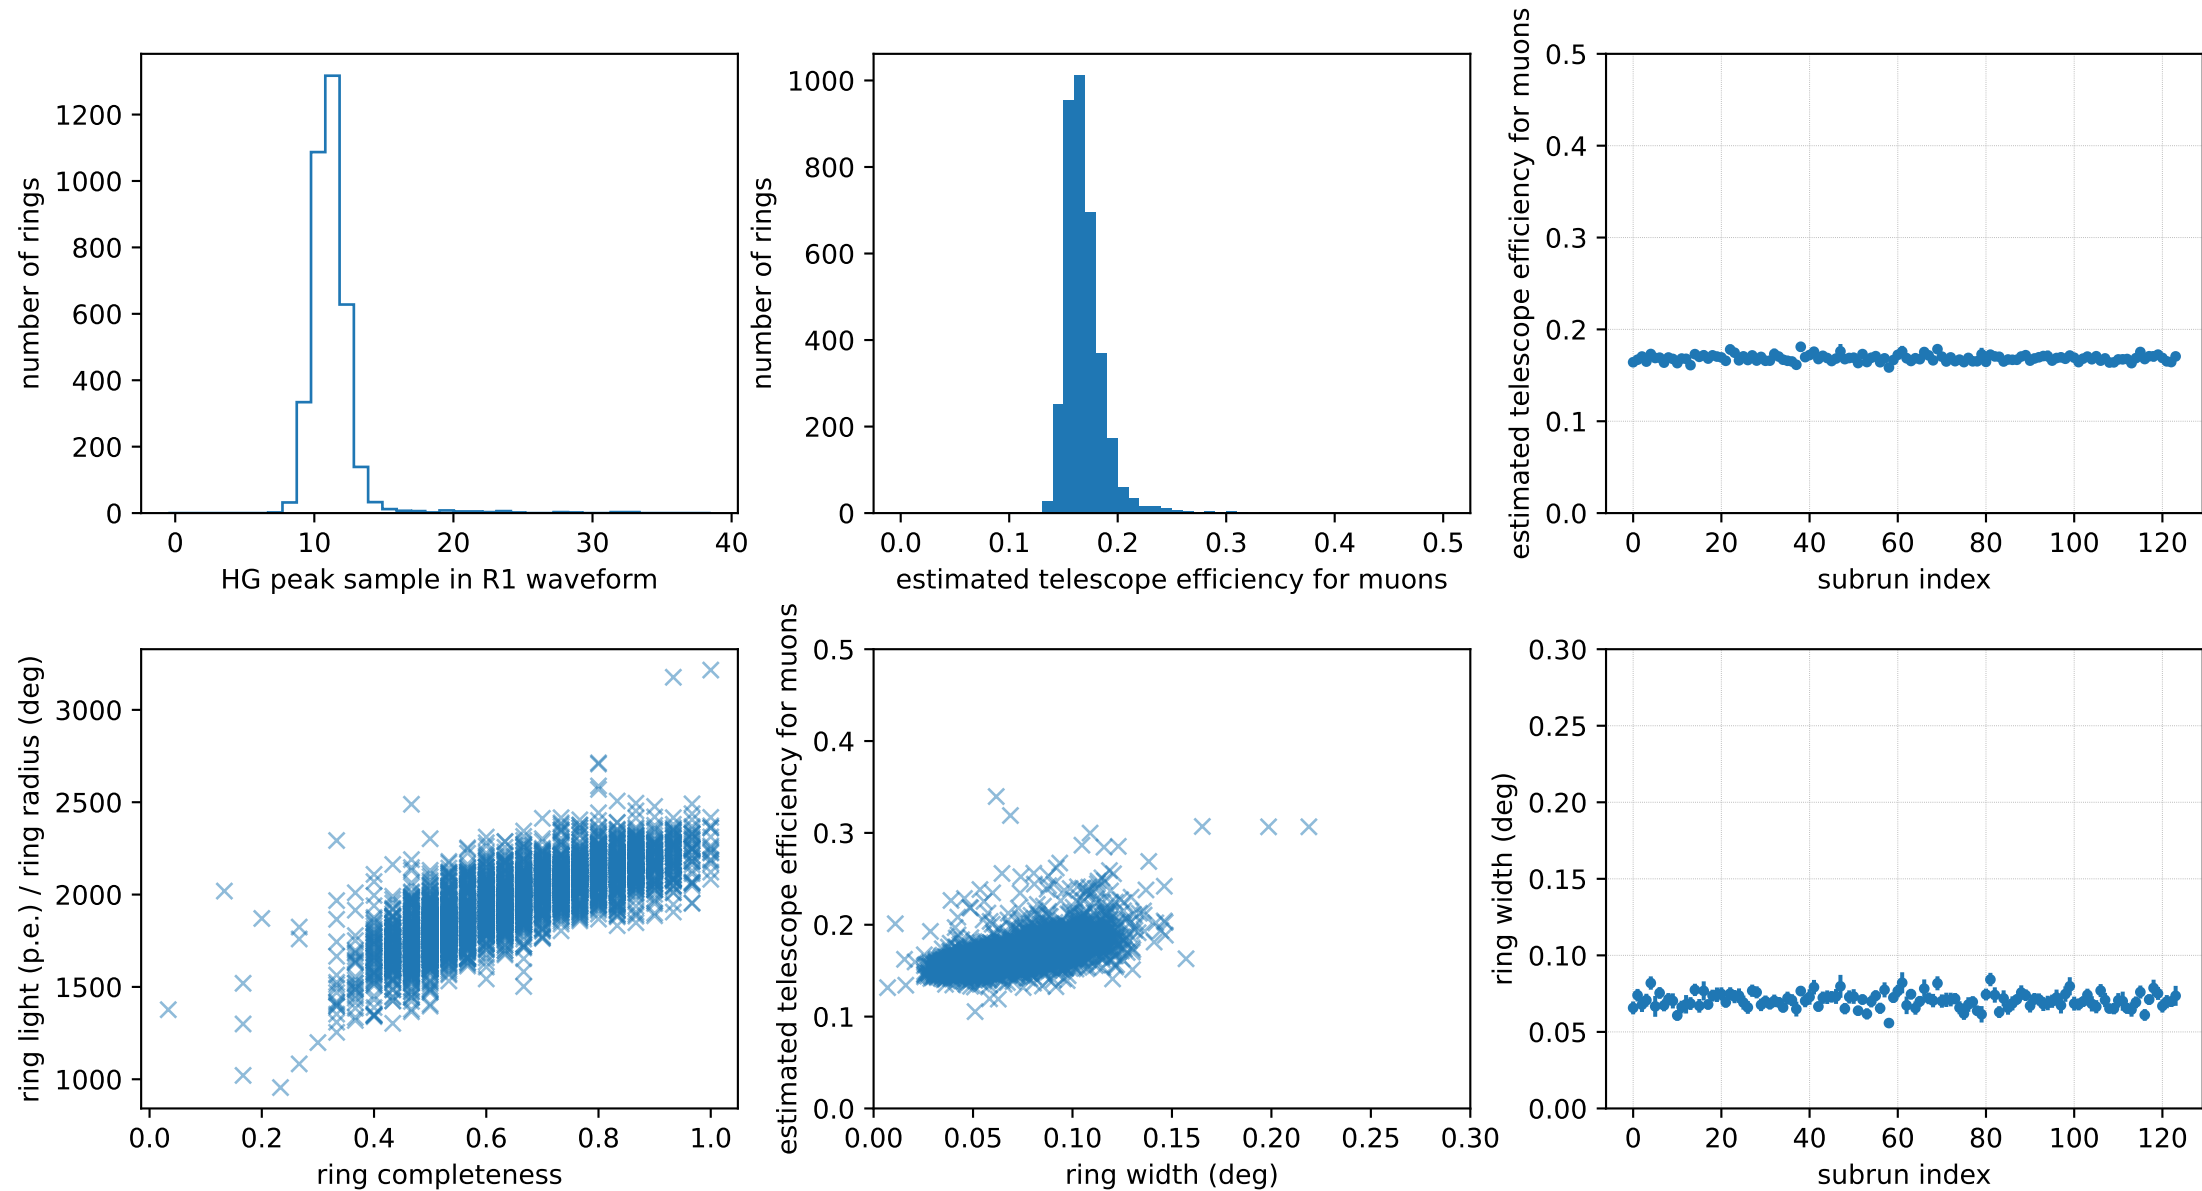 number of rings
1200
1000
800
600
400
200
0
0 10 20 30 40
HG peak sample in R1 waveform
number of rings
1000
800
600
400
200
0
0.0 0.1 0.2 0.3 0.4 0.5
estimated telescope efficiency for muons
estimated telescope efficiency for muons
0.5
0.4
0.3
0.2
0.1
0.0
0 20 40 60 80 100 120
subrun index
ring light (p.e.) / ring radius (deg)
3000
2500
2000
1500
1000
0.0 0.2 0.4 0.6 0.8 1.0
ring completeness
estimated telescope efficiency for muons
0.5
0.4
0.3
0.2
0.1
0.0
0.00 0.05 0.10 0.15 0.20 0.25 0.30
ring width (deg)
ring width (deg)
0.30
0.25
0.20
0.15
0.10
0.05
0.00
0 20 40 60 80 100 120
subrun index